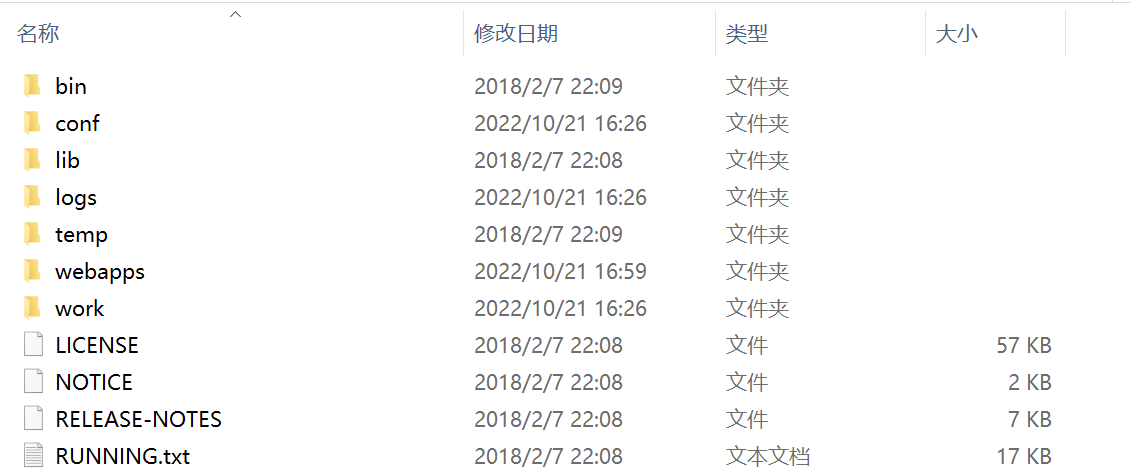 名称 修改日期 类型 大小
bin 2018/2/7 22:09 文件夹
conf 2022/10/21 16:26 文件夹
lib 2018/2/7 22:08 文件夹
logs 2022/10/21 16:26 文件夹
temp 2018/2/7 22:09 文件夹
webapps 2022/10/21 16:59 文件夹
work 2022/10/21 16:26 文件夹
LICENSE 2018/2/7 22:08 文件 57 KB
NOTICE 2018/2/7 22:08 文件 2 KB
RELEASE-NOTES 2018/2/7 22:08 文件 7 KB
RUNNING.txt 2018/2/7 22:08 文本文档 17 KB